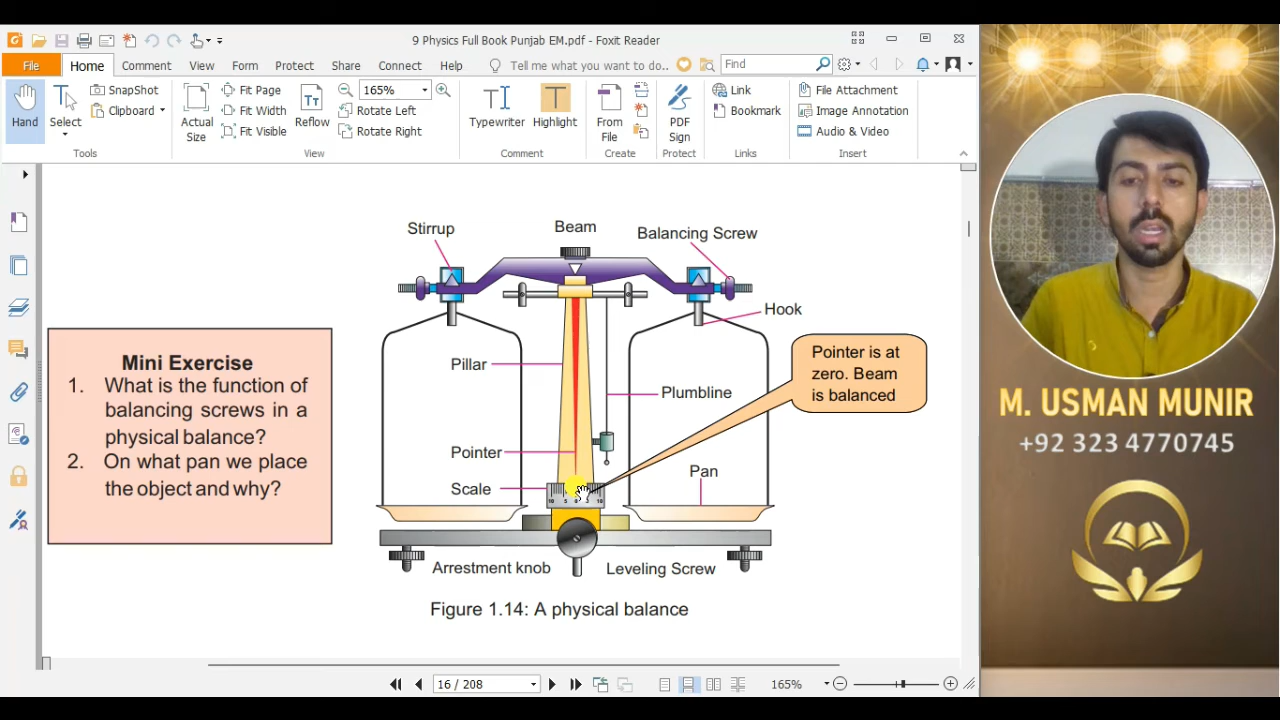 9 Physics Full Book Punjab EM.pdf - Foxit Reader
File Home Comment View Form Protect Share Connect Help Tell me what you want to do.. Find
Hand
Select
SnapShot
Clipboard
Tools
Actual
Size
Fit Page
Fit Width
Fit Visible
Reflow
165%
Rotate Left
Rotate Right
View
Typewriter
Highlight
Comment
From
File
Create
PDF
Sign
Protect
Link
Bookmark
Links
File Attachment
Image Annotation
Audio & Video
Insert
Mini Exercise
1. What is the function of
balancing screws in a
physical balance?
2. On what pan we place
the object and why?
Stirrup
Beam
Balancing Screw
Hook
Pillar
Pointer is at
zero. Beam
is balanced
Plumbline
Pointer
Pan
Scale
10 5 0 5 10
Arrestment knob
Leveling Screw
Figure 1.14: A physical balance
16 / 208
165%
M. USMAN MUNIR
+92 323 4770745